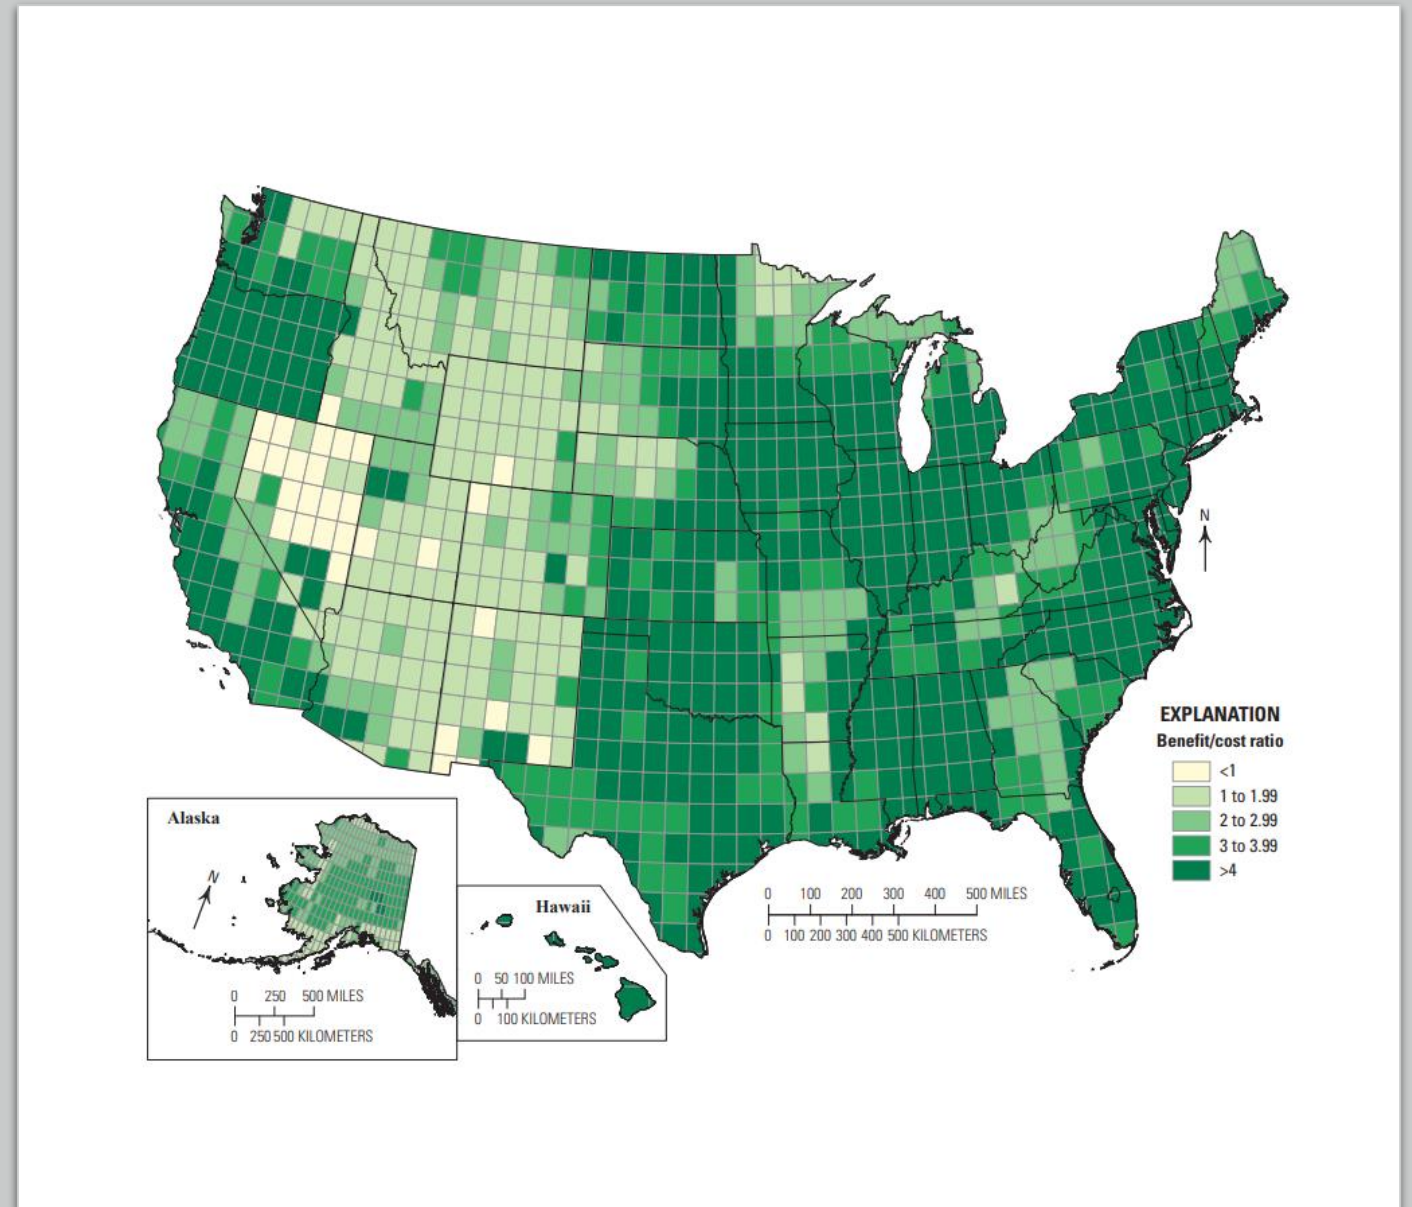 N
EXPLANATION
Benefit/cost ratio
<1
1 to 1.99
2 to 2.99
3 to 3.99
>4
Alaska
N
0 250 500 MILES
0 250 500 KILOMETERS
Hawaii
0 50 100 MILES
0 100 KILOMETERS
0 100 200 300 400 500 MILES
0 100 200 300 400 500 KILOMETERS